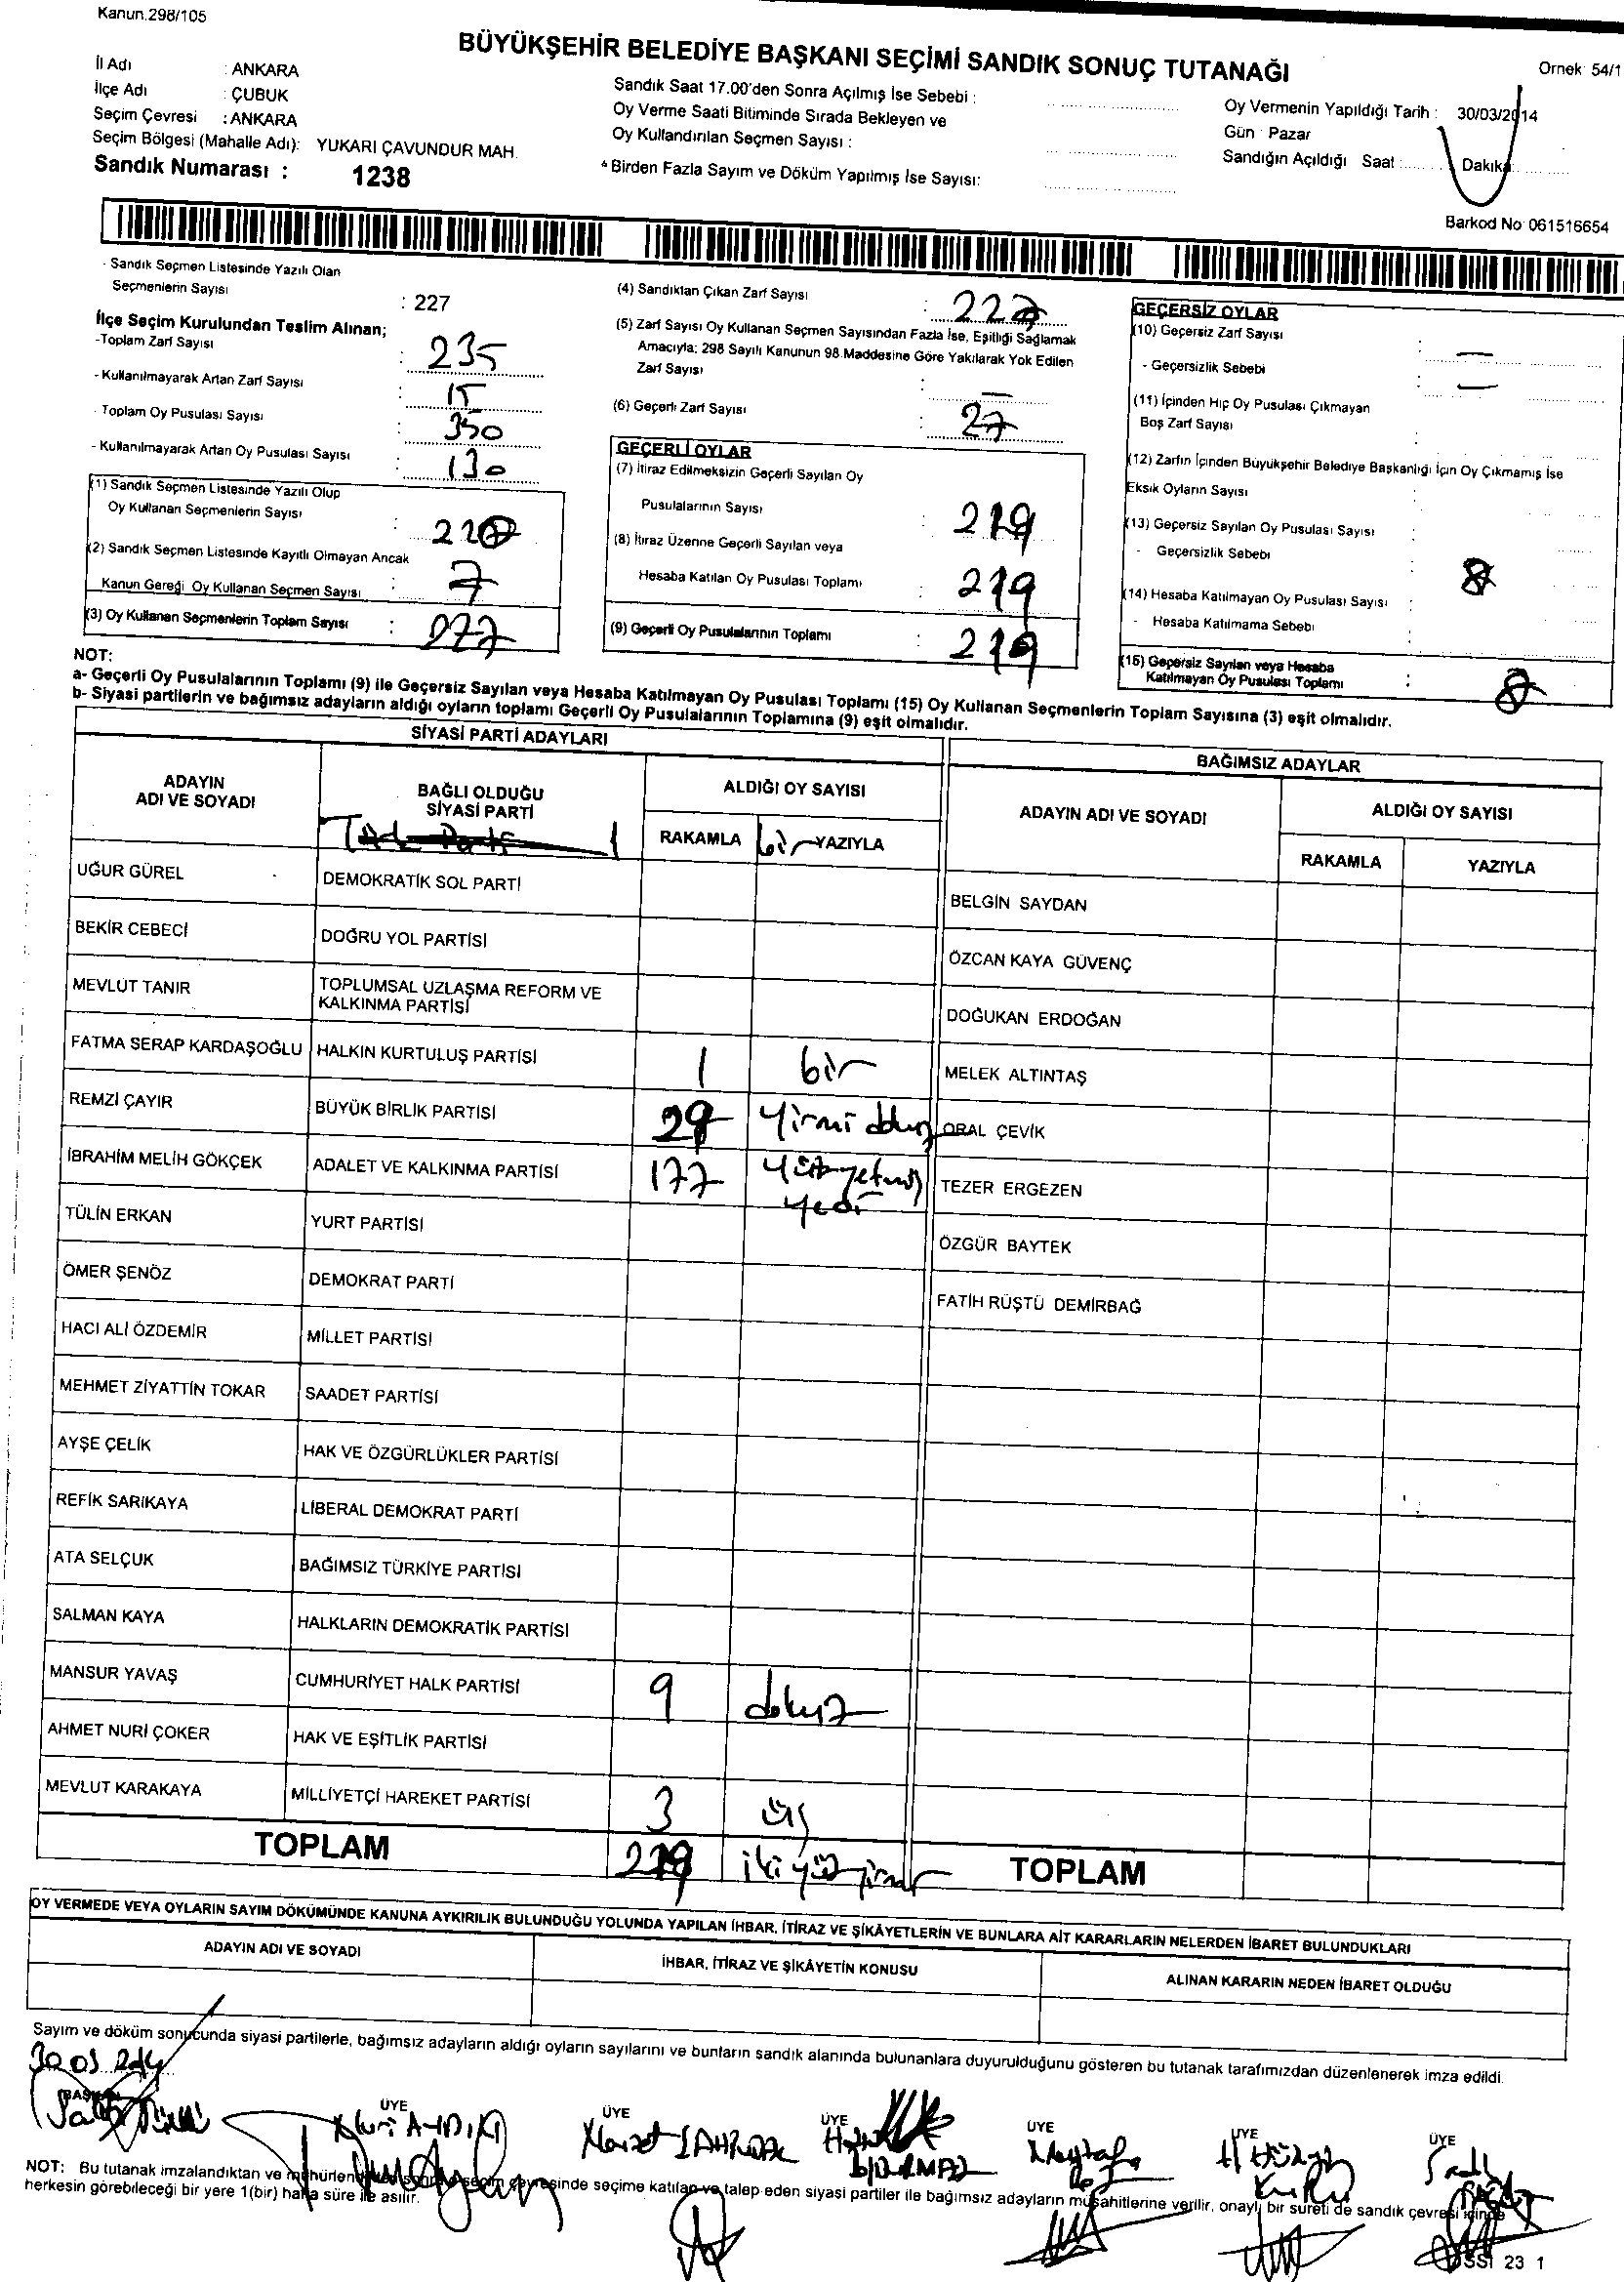 Kanun.298/105
BÜYÜKŞEHİR BELEDİYE BAŞKANI SEÇİMİ SANDIK SONUÇ TUTANAĞI
Örnek: 54/1
İl Adı : ANKARA
İlçe Adı : ÇUBUK
Seçim Çevresi : ANKARA
Seçim Bölgesi (Mahalle Adı): YUKARI ÇAVUNDUR MAH.
Sandık Numarası : 1238
Sandık Saat 17.00'den Sonra Açılmış İse Sebebi :
Oy Verme Saati Bitiminde Sırada Bekleyen ve
Oy Kullandırılan Seçmen Sayısı :
* Birden Fazla Sayım ve Döküm Yapılmış İse Sayısı:
Oy Vermenin Yapıldığı Tarih : 30/03/2014
Gün : Pazar
Sandığın Açıldığı Saat : Dakika:
Barkod No: 061516654
- Sandık Seçmen Listesinde Yazılı Olan
Seçmenlerin Sayısı : 227
İlçe Seçim Kurulundan Teslim Alınan;
-Toplam Zarf Sayısı : 235
- Kullanılmayarak Artan Zarf Sayısı : 15
- Toplam Oy Pusulası Sayısı : 350
- Kullanılmayarak Artan Oy Pusulası Sayısı : 130
(1) Sandık Seçmen Listesinde Yazılı Olup
Oy Kullanan Seçmenlerin Sayısı : 220
(2) Sandık Seçmen Listesinde Kayıtlı Olmayan Ancak
Kanun Gereği Oy Kullanan Seçmen Sayısı : 7
(3) Oy Kullanan Seçmenlerin Toplam Sayısı : 227
(4) Sandıktan Çıkan Zarf Sayısı : 227
(5) Zarf Sayısı Oy Kullanan Seçmen Sayısından Fazla İse, Eşitliği Sağlamak
Amacıyla; 298 Sayılı Kanunun 98.Maddesine Göre Yakılarak Yok Edilen
Zarf Sayısı : —
(6) Geçerli Zarf Sayısı : 27
GEÇERLİ OYLAR
(7) İtiraz Edilmeksizin Geçerli Sayılan Oy
Pusulalarının Sayısı : 219
(8) İtiraz Üzerine Geçerli Sayılan veya
Hesaba Katılan Oy Pusulası Toplamı : 219
(9) Geçerli Oy Pusulalarının Toplamı : 219
GEÇERSİZ OYLAR
(10) Geçersiz Zarf Sayısı : —
- Geçersizlik Sebebi : —
(11) İçinden Hiç Oy Pusulası Çıkmayan
Boş Zarf Sayısı :
(12) Zarfın İçinden Büyükşehir Belediye Başkanlığı İçin Oy Çıkmamış İse
Eksik Oyların Sayısı :
(13) Geçersiz Sayılan Oy Pusulası Sayısı :
- Geçersizlik Sebebi : 8
(14) Hesaba Katılmayan Oy Pusulası Sayısı :
- Hesaba Katılmama Sebebi :
(15) Geçersiz Sayılan veya Hesaba
Katılmayan Oy Pusulası Toplamı : 8
NOT:
a- Geçerli Oy Pusulalarının Toplamı (9) ile Geçersiz Sayılan veya Hesaba Katılmayan Oy Pusulası Toplamı (15) Oy Kullanan Seçmenlerin Toplam Sayısına (3) eşit olmalıdır.
b- Siyasi partilerin ve bağımsız adayların aldığı oyların toplamı Geçerli Oy Pusulalarının Toplamına (9) eşit olmalıdır.
SİYASİ PARTİ ADAYLARI
ADAYIN ADI VE SOYADI
BAĞLI OLDUĞU SİYASİ PARTİ
ALDIĞI OY SAYISI
RAKAMLA bir YAZIYLA
UĞUR GÜREL DEMOKRATİK SOL PARTİ
BEKİR CEBECİ DOĞRU YOL PARTİSİ
MEVLÜT TANIR TOPLUMSAL UZLAŞMA REFORM VE
KALKINMA PARTİSİ
FATMA SERAP KARDAŞOĞLU HALKIN KURTULUŞ PARTİSİ 1 bir
REMZİ ÇAYIR BÜYÜK BİRLİK PARTİSİ 29 Yirmi dokuz
İBRAHİM MELİH GÖKÇEK ADALET VE KALKINMA PARTİSİ 177 Yüzyetmiş yedi
TÜLİN ERKAN YURT PARTİSİ
ÖMER ŞENÖZ DEMOKRAT PARTİ
HACI ALİ ÖZDEMİR MİLLET PARTİSİ
MEHMET ZİYATTİN TOKAR SAADET PARTİSİ
AYŞE ÇELİK HAK VE ÖZGÜRLÜKLER PARTİSİ
REFİK SARIKAYA LİBERAL DEMOKRAT PARTİ
ATA SELÇUK BAĞIMSIZ TÜRKİYE PARTİSİ
SALMAN KAYA HALKLARIN DEMOKRATİK PARTİSİ
MANSUR YAVAŞ CUMHURİYET HALK PARTİSİ 9 dokuz
AHMET NURİ ÇOKER HAK VE EŞİTLİK PARTİSİ
MEVLUT KARAKAYA MİLLİYETÇİ HAREKET PARTİSİ 3 üç
TOPLAM 219 iki yüz
BAĞIMSIZ ADAYLAR
ADAYIN ADI VE SOYADI
ALDIĞI OY SAYISI
RAKAMLA YAZIYLA
BELGİN SAYDAN
ÖZCAN KAYA GÜVENÇ
DOĞUKAN ERDOĞAN
MELEK ALTINTAŞ
ORAL ÇEVİK
TEZER ERGEZEN
ÖZGÜR BAYTEK
FATİH RÜŞTÜ DEMİRBAĞ
TOPLAM
OY VERMEDE VEYA OYLARIN SAYIM DÖKÜMÜNDE KANUNA AYKIRILIK BULUNDUĞU YOLUNDA YAPILAN İHBAR, İTİRAZ VE ŞİKÂYETLERİN VE BUNLARA AİT KARARLARIN NELERDEN İBARET BULUNDUKLARI
ADAYIN ADI VE SOYADI
İHBAR, İTİRAZ VE ŞİKÂYETİN KONUSU
ALINAN KARARIN NEDEN İBARET OLDUĞU
Sayım ve döküm sonucunda siyasi partilerle, bağımsız adayların aldığı oyların sayılarını ve bunların sandık alanında bulunanlara duyurulduğunu gösteren bu tutanak tarafımızdan düzenlenerek imza edildi.
30 03 2014
BAŞKAN ÜYE ÜYE ÜYE ÜYE ÜYE ÜYE
Nuri AYDIN
NOT: Bu tutanak imzalandıktan ve mühürlendikten sonra seçim çevresinde seçime katılan ve talep eden siyasi partiler ile bağımsız adayların müşahitlerine verilir, onaylı bir sureti de sandık çevresi içinde
herkesin görebileceği bir yere 1(bir) hafta süre ile asılır.
23 1